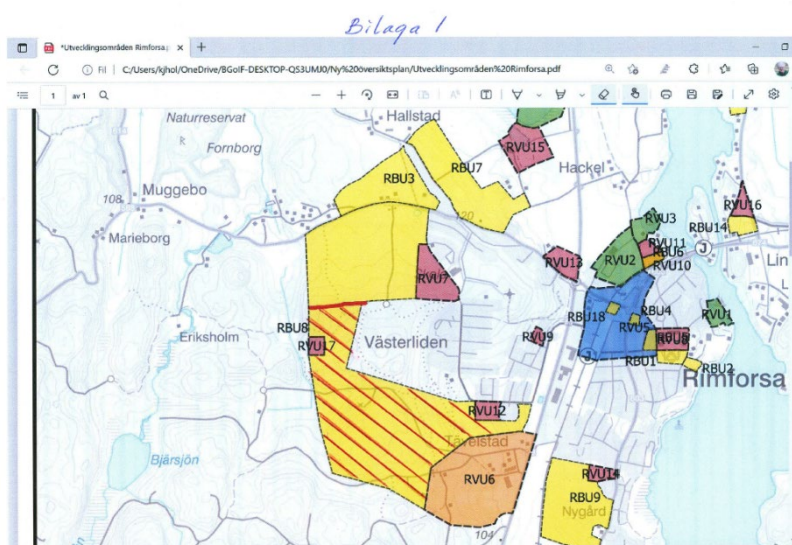 Bilaga 1
*Utvecklingsområden Rimforsa.p
Fil
C:/Users/kjhol/OneDrive/BGoIF-DESKTOP-QS3UMJ0/Ny%20översiktsplan/Utvecklingsområden%20Rimforsa.pdf
1 av 1
Hallstad
Naturreservat
RVU15
Fornborg
RBU7
Hackel
RBU3
Muggebo
RVU16
108
120
RVU3
RBU14
Marieborg
RVU11
J
RBU6
Lin
RVU2
RVU10
RVU13
RVU7
L
RBU18
RBU4
RVU1
RBU8
RVU5
Eriksholm
RVU17
Västerliden
RVU9
RBU1
RBU2
Rimforsa
RVU12
Tävelstad
Bjärsjön
RVU6
RVU14
RBU9
Nygård
104